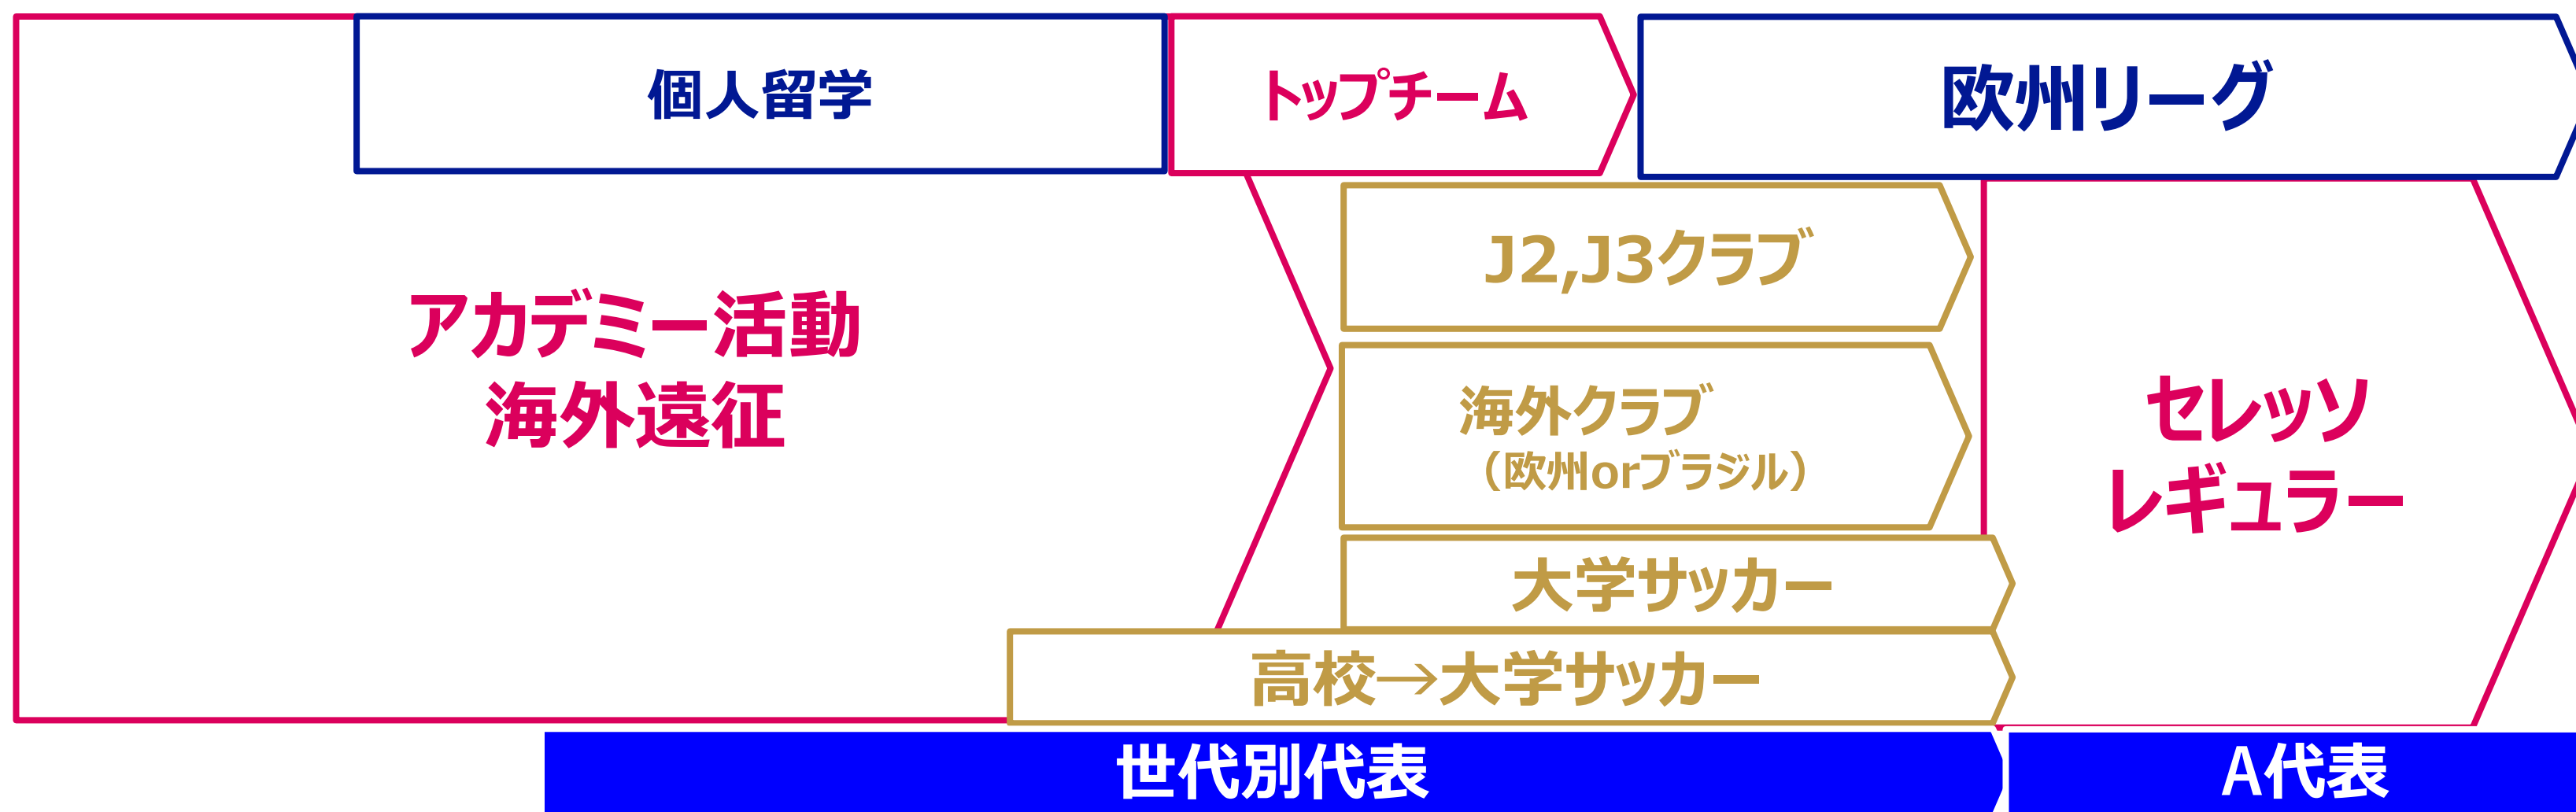 個人留学
トップチーム
欧州リーグ
アカデミー活動
海外遠征
J2,J3クラブ
海外クラブ
（欧州orブラジル）
大学サッカー
高校→大学サッカー
セレッソ
レギュラー
世代別代表
A代表